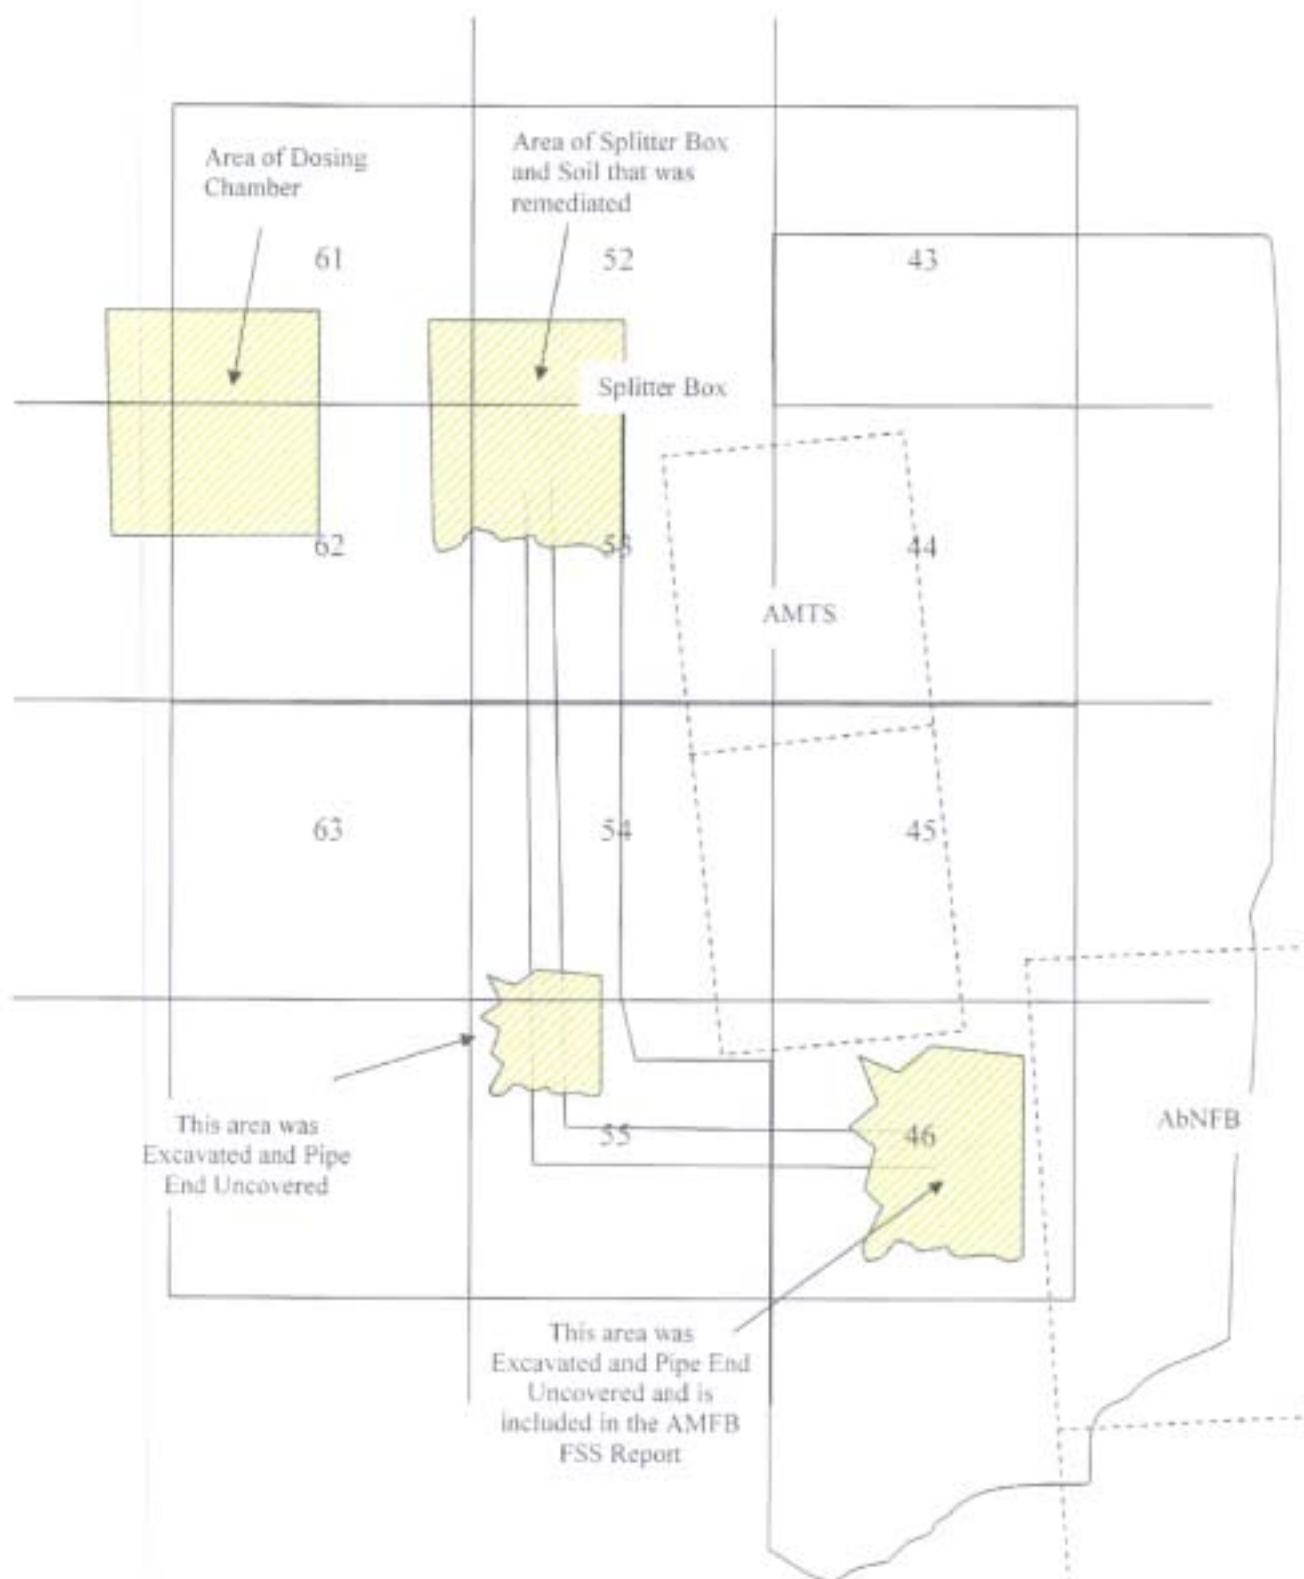 Area of Dosing
Chamber
Area of Splitter Box
and Soil that was
remediated
61
52
43
Splitter Box
62
53
44
AMTS
63
54
45
This area was
Excavated and Pipe
End Uncovered
55
46
AbNFB
This area was
Excavated and Pipe End
Uncovered and is
included in the AMFB
FSS Report